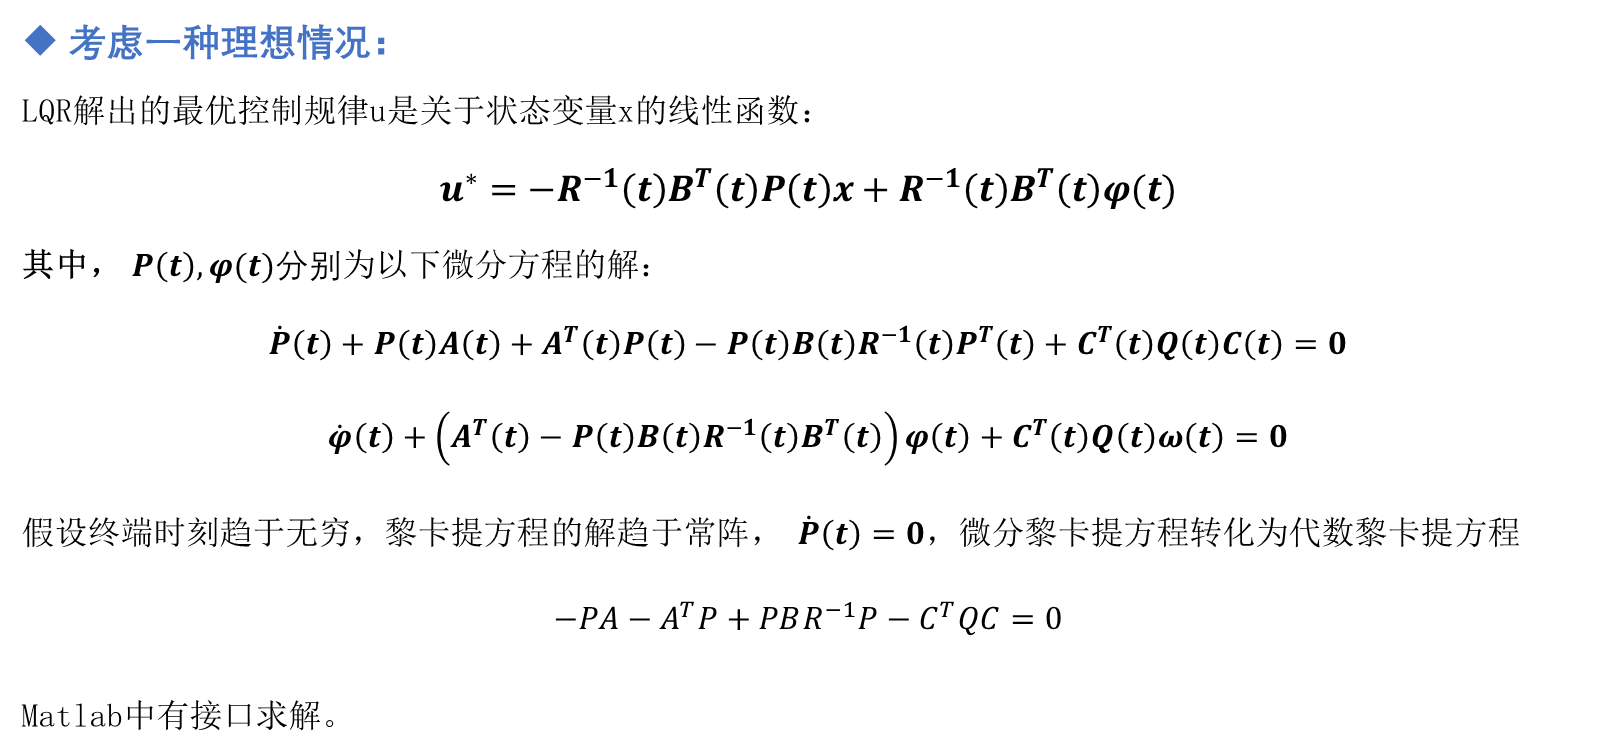 ◆ 考虑一种理想情况：
LQR解出的最优控制规律u是关于状态变量x的线性函数：
u* = −R⁻¹(t)Bᵀ(t)P(t)x + R⁻¹(t)Bᵀ(t)φ(t)
其中， P(t), φ(t)分别为以下微分方程的解：
Ṗ(t) + P(t)A(t) + Aᵀ(t)P(t) − P(t)B(t)R⁻¹(t)Pᵀ(t) + Cᵀ(t)Q(t)C(t) = 0
φ̇(t) + (Aᵀ(t) − P(t)B(t)R⁻¹(t)Bᵀ(t))φ(t) + Cᵀ(t)Q(t)ω(t) = 0
假设终端时刻趋于无穷，黎卡提方程的解趋于常阵， Ṗ(t) = 0，微分黎卡提方程转化为代数黎卡提方程
−PA − AᵀP + PBR⁻¹P − CᵀQC = 0
Matlab中有接口求解。